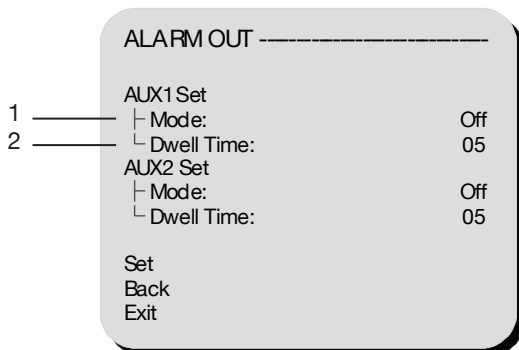 ALARM OUT ------------------------------
AUX1 Set
1 ├ Mode: Off
2 └ Dwell Time: 05
AUX2 Set
├ Mode: Off
└ Dwell Time: 05
Set
Back
Exit